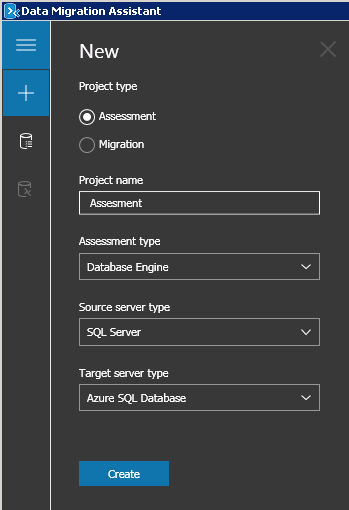 Data Migration Assistant
New
Project type
Assessment
Migration
Project name
Assesment
Assessment type
Database Engine
Source server type
SQL Server
Target server type
Azure SQL Database
Create